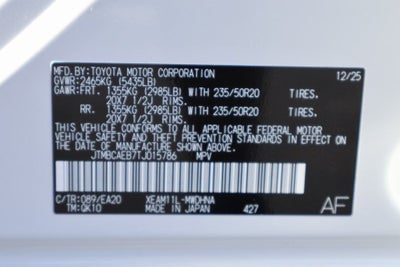 MFD.BY:TOYOTA MOTOR CORPORATION 12/25
GVWR:2465KG (5435LB)
GAWR:FRT. 1355KG (2985LB) WITH 235/50R20
20X7 1/2J RIMS.
RR. 1355KG (2985LB) WITH 235/50R20
20X7 1/2J RIMS.
THIS VEHICLE CONFORMS TO ALL APPLICABLE FEDERAL MOTOR
VEHICLE SAFETY AND THEFT PREVENTION STANDARDS IN EFFECT
ON THE DATE OF MANUFACTURE SHOWN ABOVE.
JTMBCAEB7TJ015786 MPV
C/TR:089/EA20 XEAM11L-MWDHNA AF
TM:QK10 MADE IN JAPAN 427